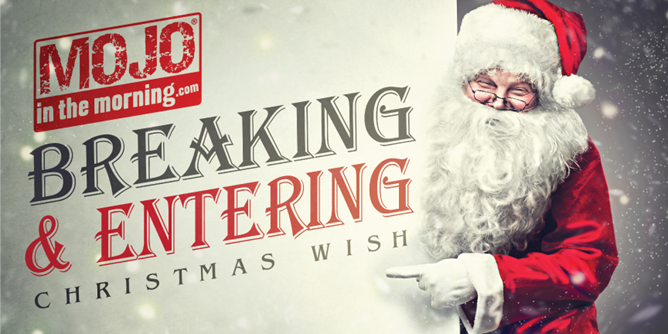 MOJO®
in the morning.com
BREAKING
& ENTERING
CHRISTMAS WISH